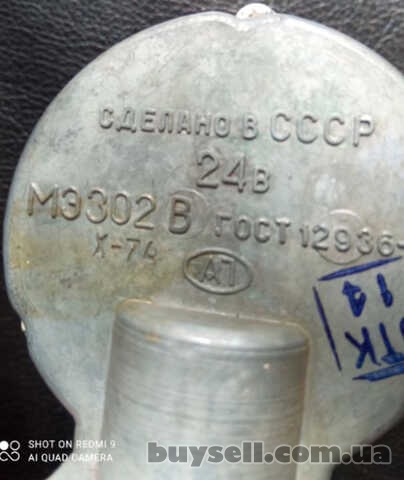 СДЕЛАНО В СССР
24В
МЭ302В ГОСТ 12936-
X-74
АП
ОТК
14
SHOT ON REDMI 9
AI QUAD CAMERA
buysell.com.ua